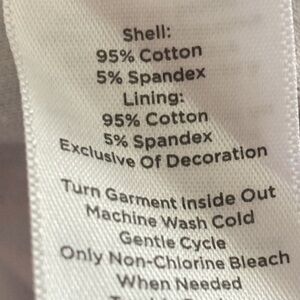 Shell:
95% Cotton
5% Spandex
Lining:
95% Cotton
5% Spandex
Exclusive Of Decoration
Turn Garment Inside Out
Machine Wash Cold
Gentle Cycle
Only Non-Chlorine Bleach
When Needed